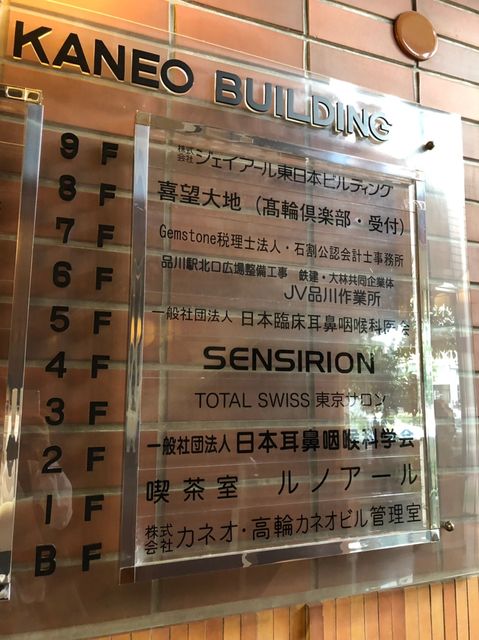 KANEO BUILDING
9F 株式会社 ジェイアール東日本ビルディング
8F 喜望大地（髙輪倶楽部・受付）
7F Gemstone税理士法人・石割公認会計士事務所
6F 品川駅北口広場整備工事 鉄建・大林共同企業体
JV品川作業所
5F 一般社団法人 日本臨床耳鼻咽喉科医会
4F SENSIRION
3F TOTAL SWISS 東京サロン
2F 一般社団法人 日本耳鼻咽喉科学会
1F 喫茶室 ルノアール
BF 株式会社 カネオ・高輪カネオビル管理室